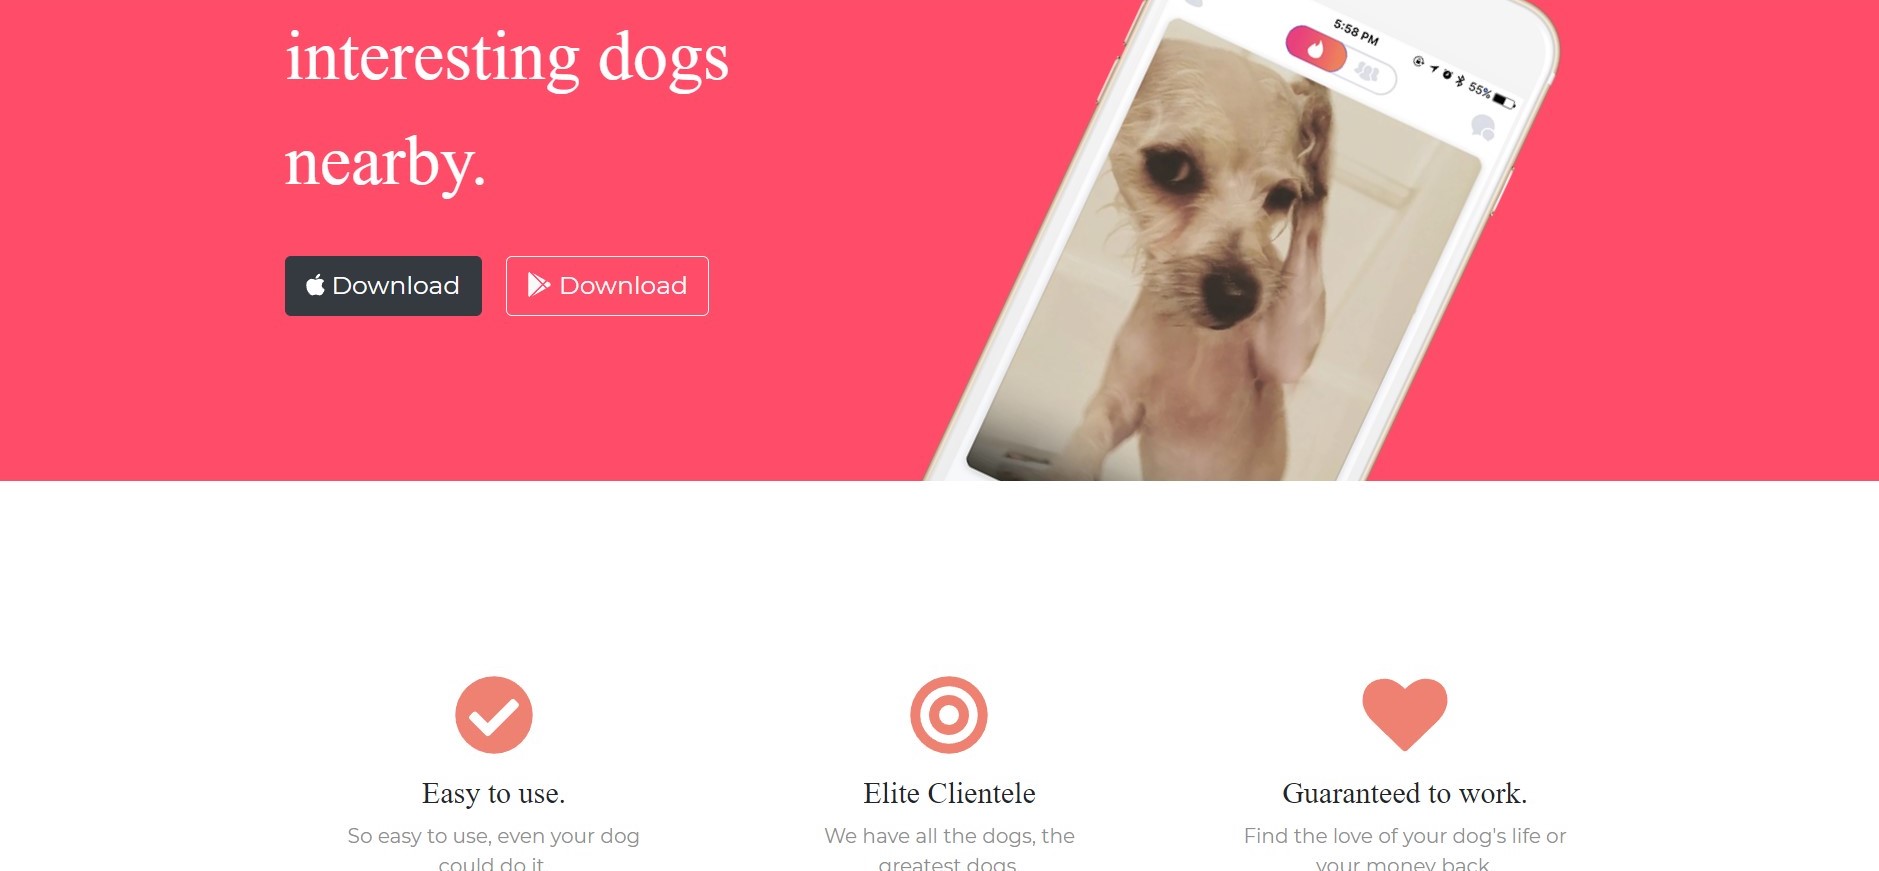 interesting dogs
nearby.
Download
Download
5:58 PM
55%
Easy to use.
So easy to use, even your dog
could do it.
Elite Clientele
We have all the dogs, the
greatest dogs.
Guaranteed to work.
Find the love of your dog's life or
your money back.